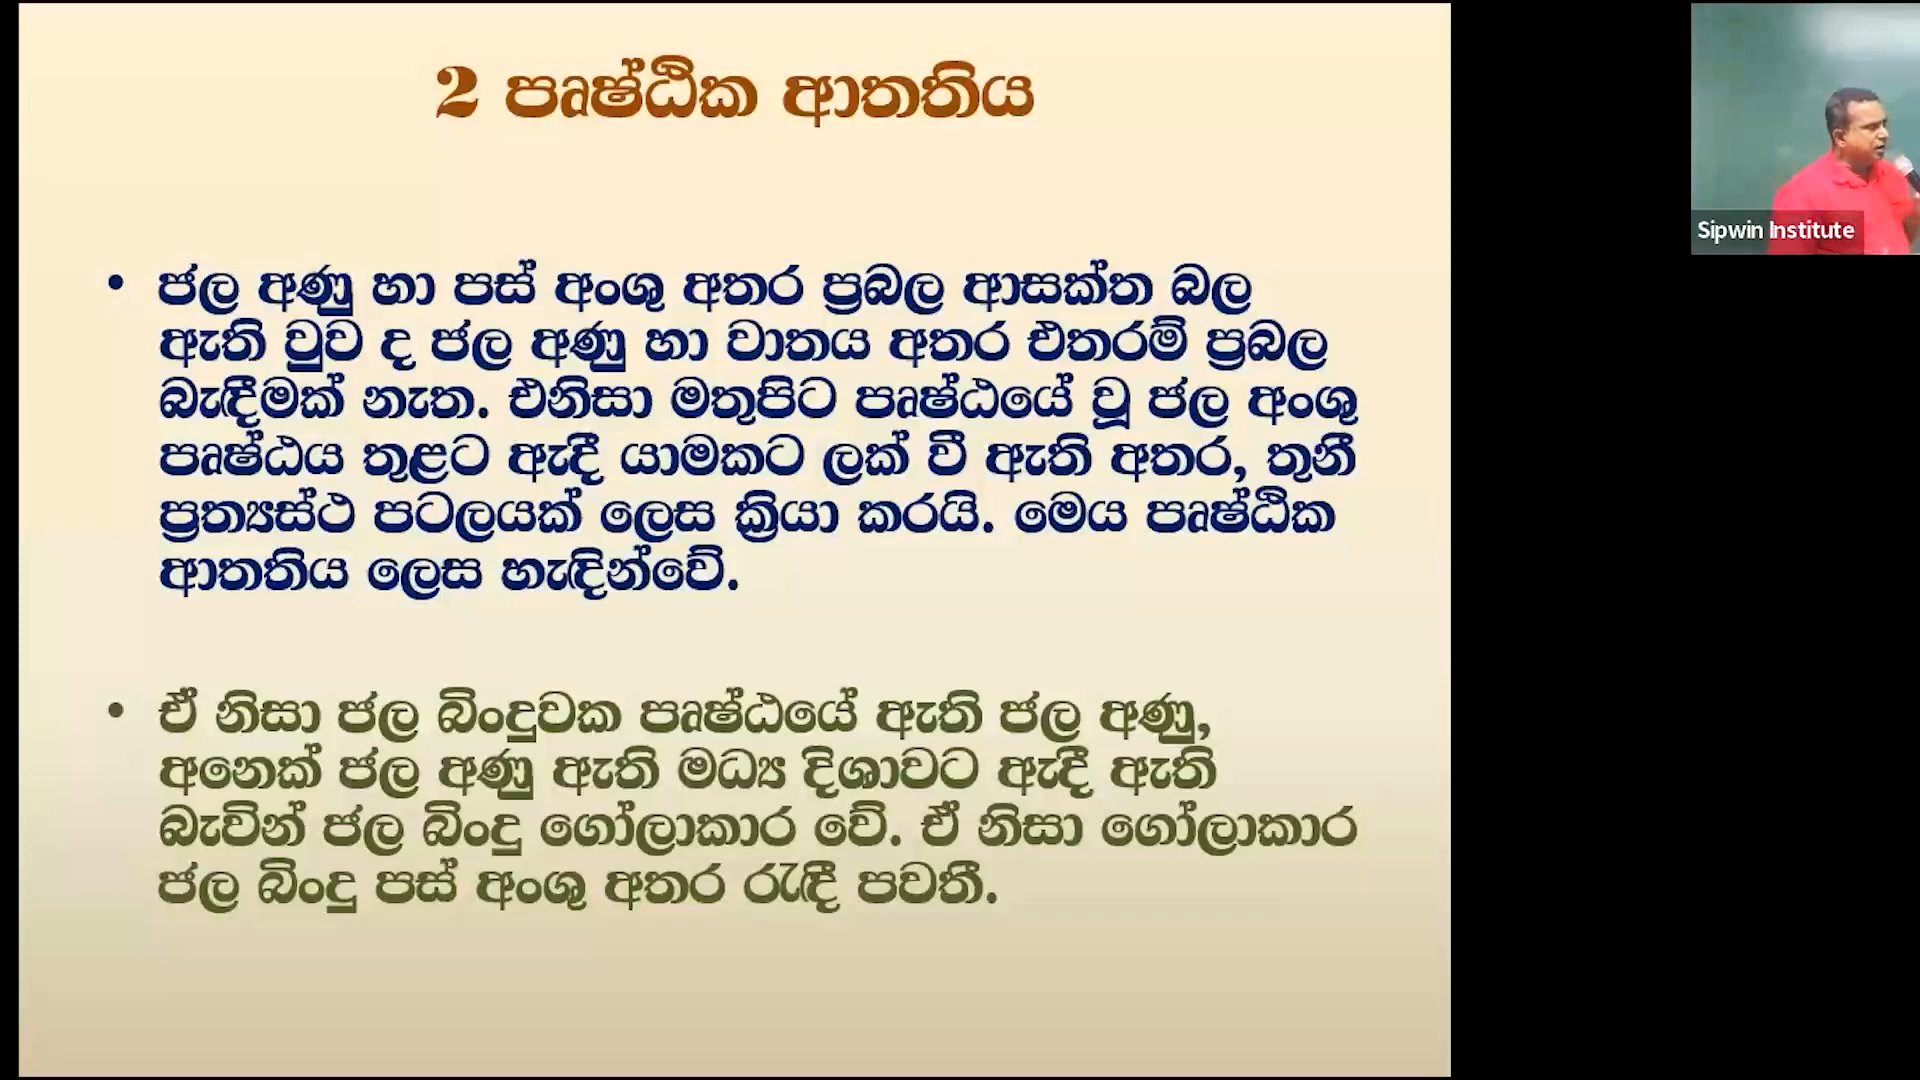 2 පෘෂ්ඨික ආතතිය
• ජල අණු හා පස් අංශු අතර ප්‍රබල ආසක්ත බල
ඇති වුව ද ජල අණු හා වාතය අතර එතරම් ප්‍රබල
බැඳීමක් නැත. එනිසා මතුපිට පෘෂ්ඨයේ වූ ජල අංශු
පෘෂ්ඨය තුළට ඇදී යාමකට ලක් වී ඇති අතර, තුනී
ප්‍රත්‍යස්ථ පටලයක් ලෙස ක්‍රියා කරයි. මෙය පෘෂ්ඨික
ආතතිය ලෙස හැඳින්වේ.
• ඒ නිසා ජල බිංදුවක පෘෂ්ඨයේ ඇති ජල අණු,
අනෙක් ජල අණු ඇති මධ්‍ය දිශාවට ඇදී ඇති
බැවින් ජල බිංදු ගෝලාකාර වේ. ඒ නිසා ගෝලාකාර
ජල බිංදු පස් අංශු අතර රැඳී පවතී.
Sipwin Institute